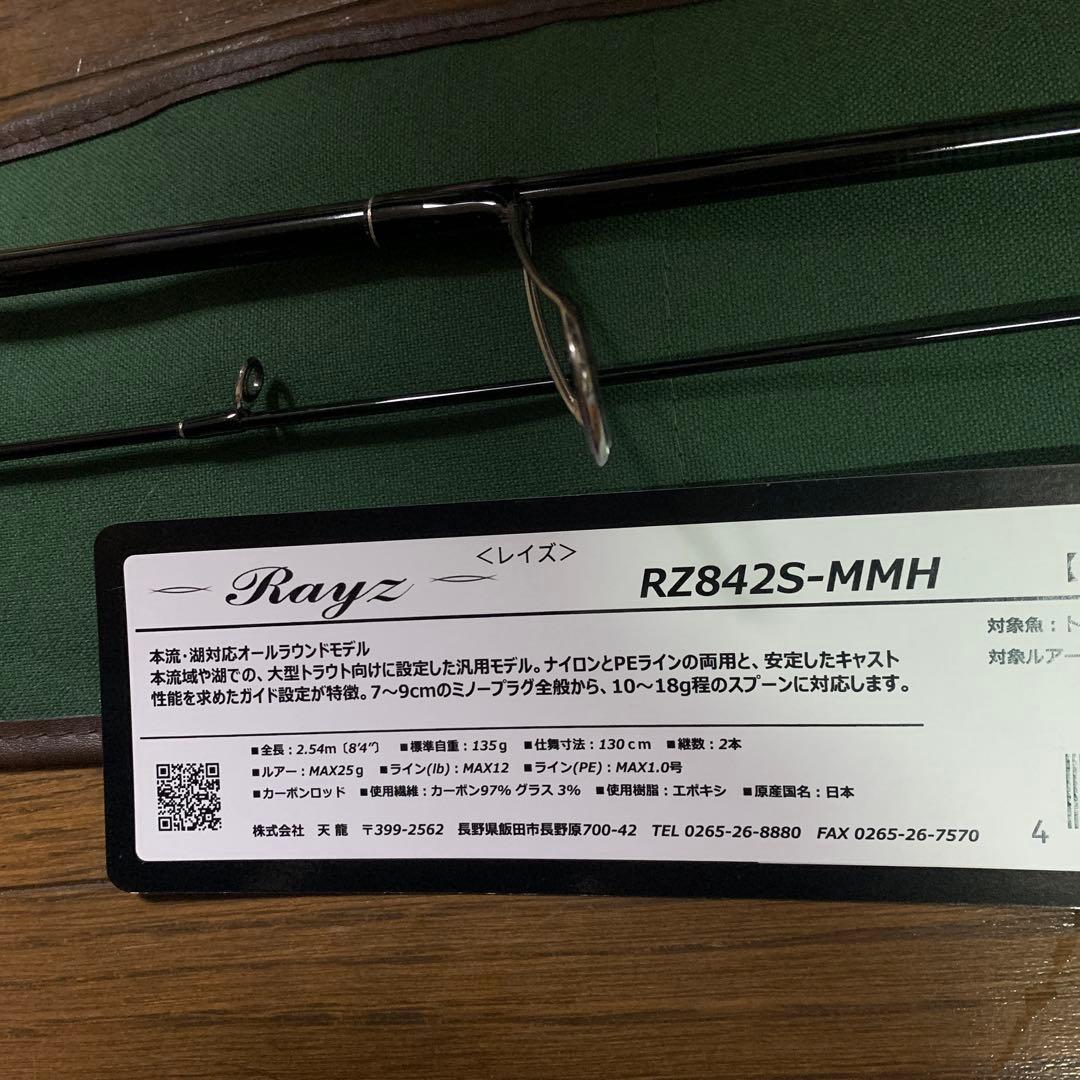 Rayz <レイズ> RZ842S-MMH 【
対象魚：ト
対象ルアー
本流・湖対応オールラウンドモデル
本流域や湖での、大型トラウト向けに設定した汎用モデル。ナイロンとPEラインの両用と、安定したキャスト
性能を求めたガイド設定が特徴。7～9cmのミノープラグ全般から、10～18g程のスプーンに対応します。
■全長：2.54m〔8'4"〕 ■標準自重：135g ■仕舞寸法：130cm ■継数：2本
■ルアー：MAX25g ■ライン(lb)：MAX12 ■ライン(PE)：MAX1.0号
■カーボンロッド ■使用繊維：カーボン97% グラス 3% ■使用樹脂：エポキシ ■原産国名：日本
株式会社 天龍 〒399-2562 長野県飯田市長野原700-42 TEL 0265-26-8880 FAX 0265-26-7570
4